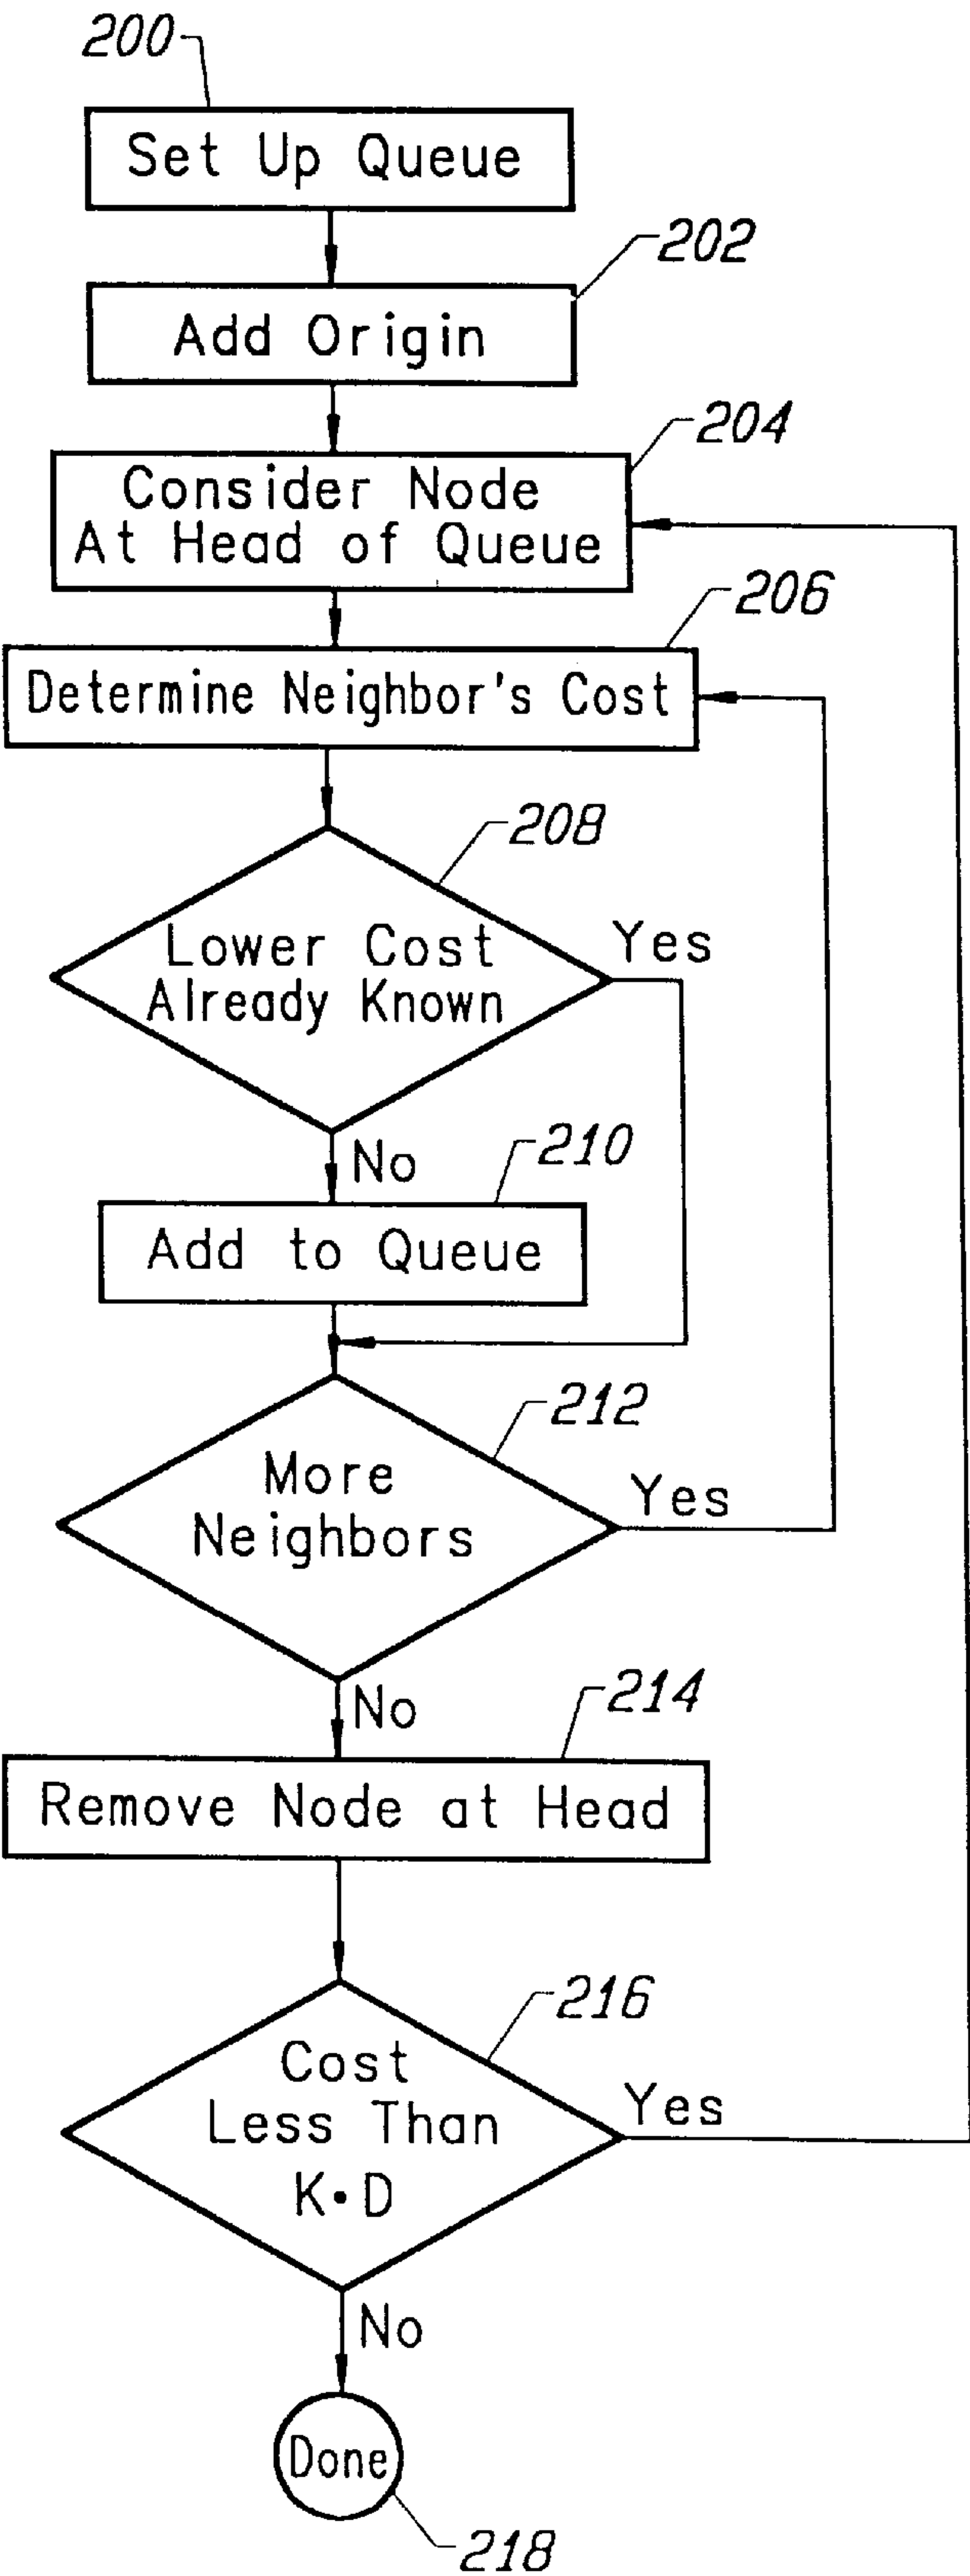 200
Set Up Queue
202
Add Origin
204
Consider Node
At Head of Queue
206
Determine Neighbor's Cost
208
Lower Cost
Already Known
Yes
No
210
Add to Queue
212
More
Neighbors
Yes
No
214
Remove Node at Head
216
Cost
Less Than
K·D
Yes
No
Done
218